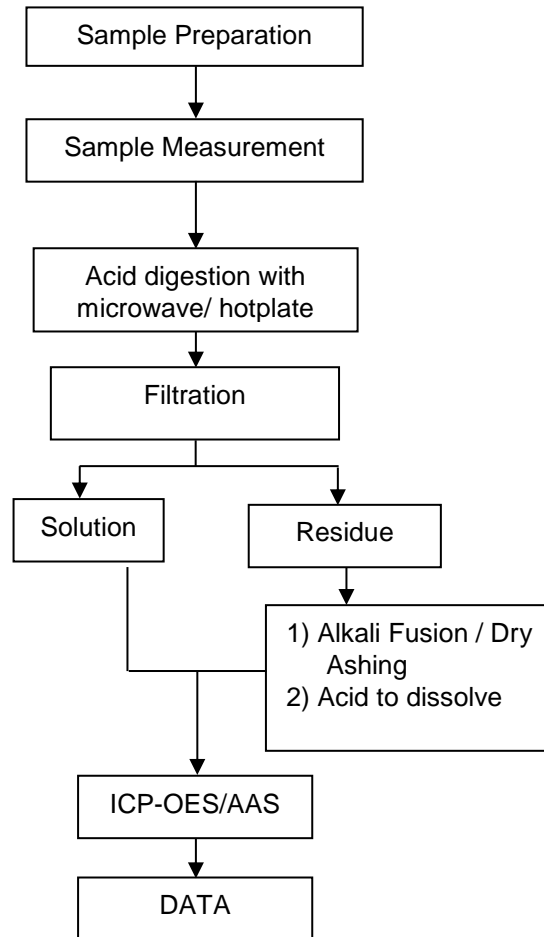 Sample Preparation
Sample Measurement
Acid digestion with
microwave/ hotplate
Filtration
Solution
Residue
1) Alkali Fusion / Dry
Ashing
2) Acid to dissolve
ICP-OES/AAS
DATA